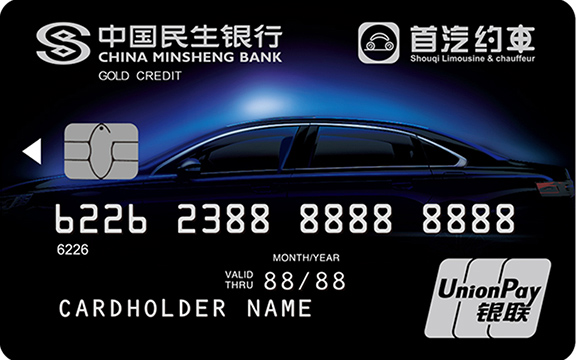 中国民生银行
CHINA MINSHENG BANK
GOLD CREDIT
首汽约車
Shouqi Limousine & chauffeur
6226 2388 8888 8888
6226
MONTH/YEAR
VALID THRU 88/88
CARDHOLDER NAME
UnionPay
银联